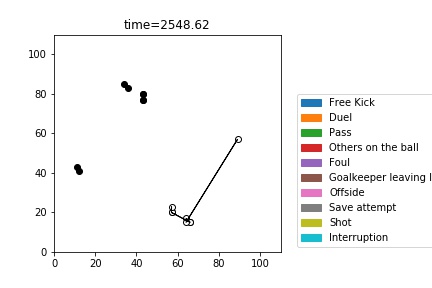 time=2548.62
100
80
60
40
20
0
0 20 40 60 80 100
Free Kick
Duel
Pass
Others on the ball
Foul
Goalkeeper leaving l
Offside
Save attempt
Shot
Interruption